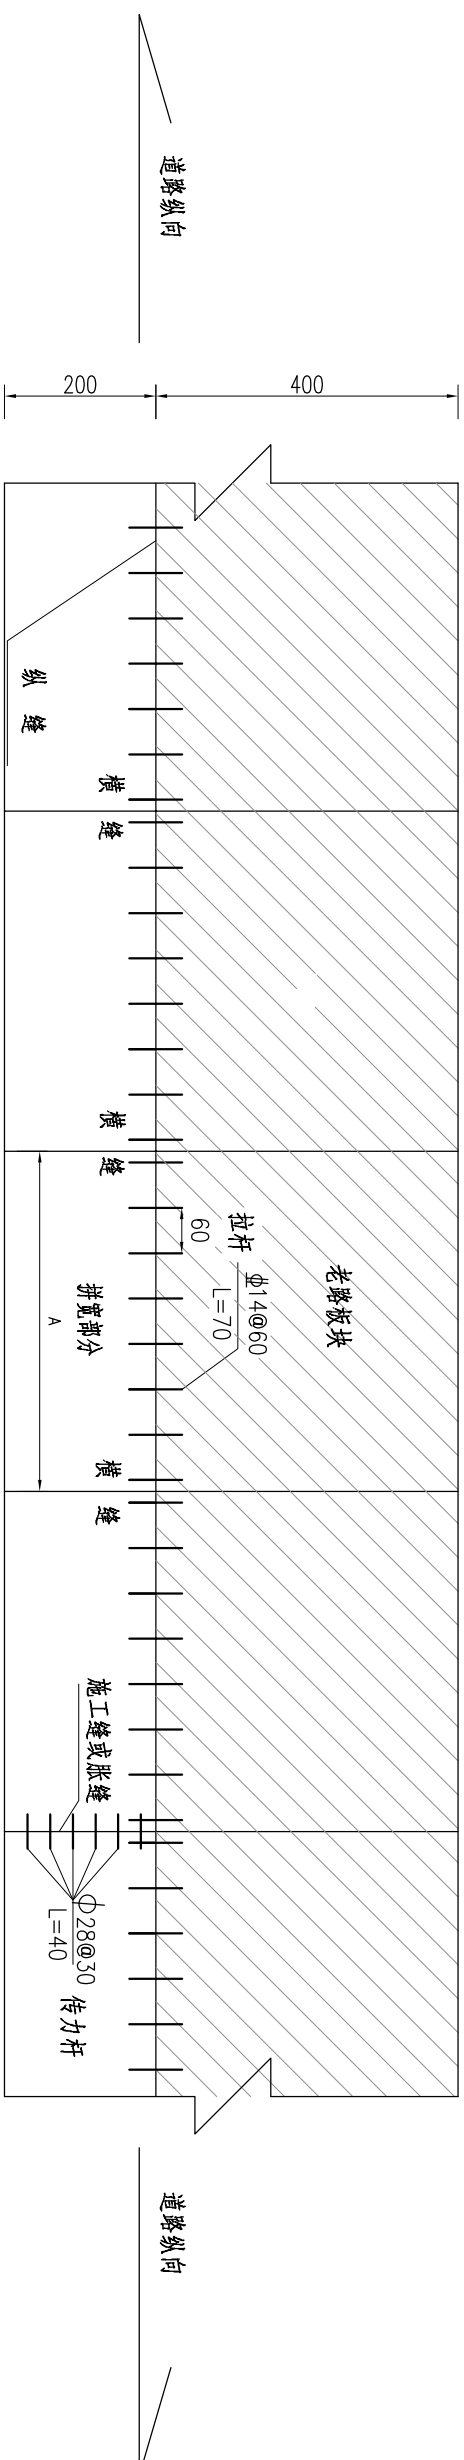 道路纵向
200
400
纵 缝
横
缝
横
缝
老路板块
拉杆
⏀14@60
L=70
60
拼宽部分
A
横
缝
施工缝或胀缝
ϕ28@30
L=40
传力杆
道路纵向